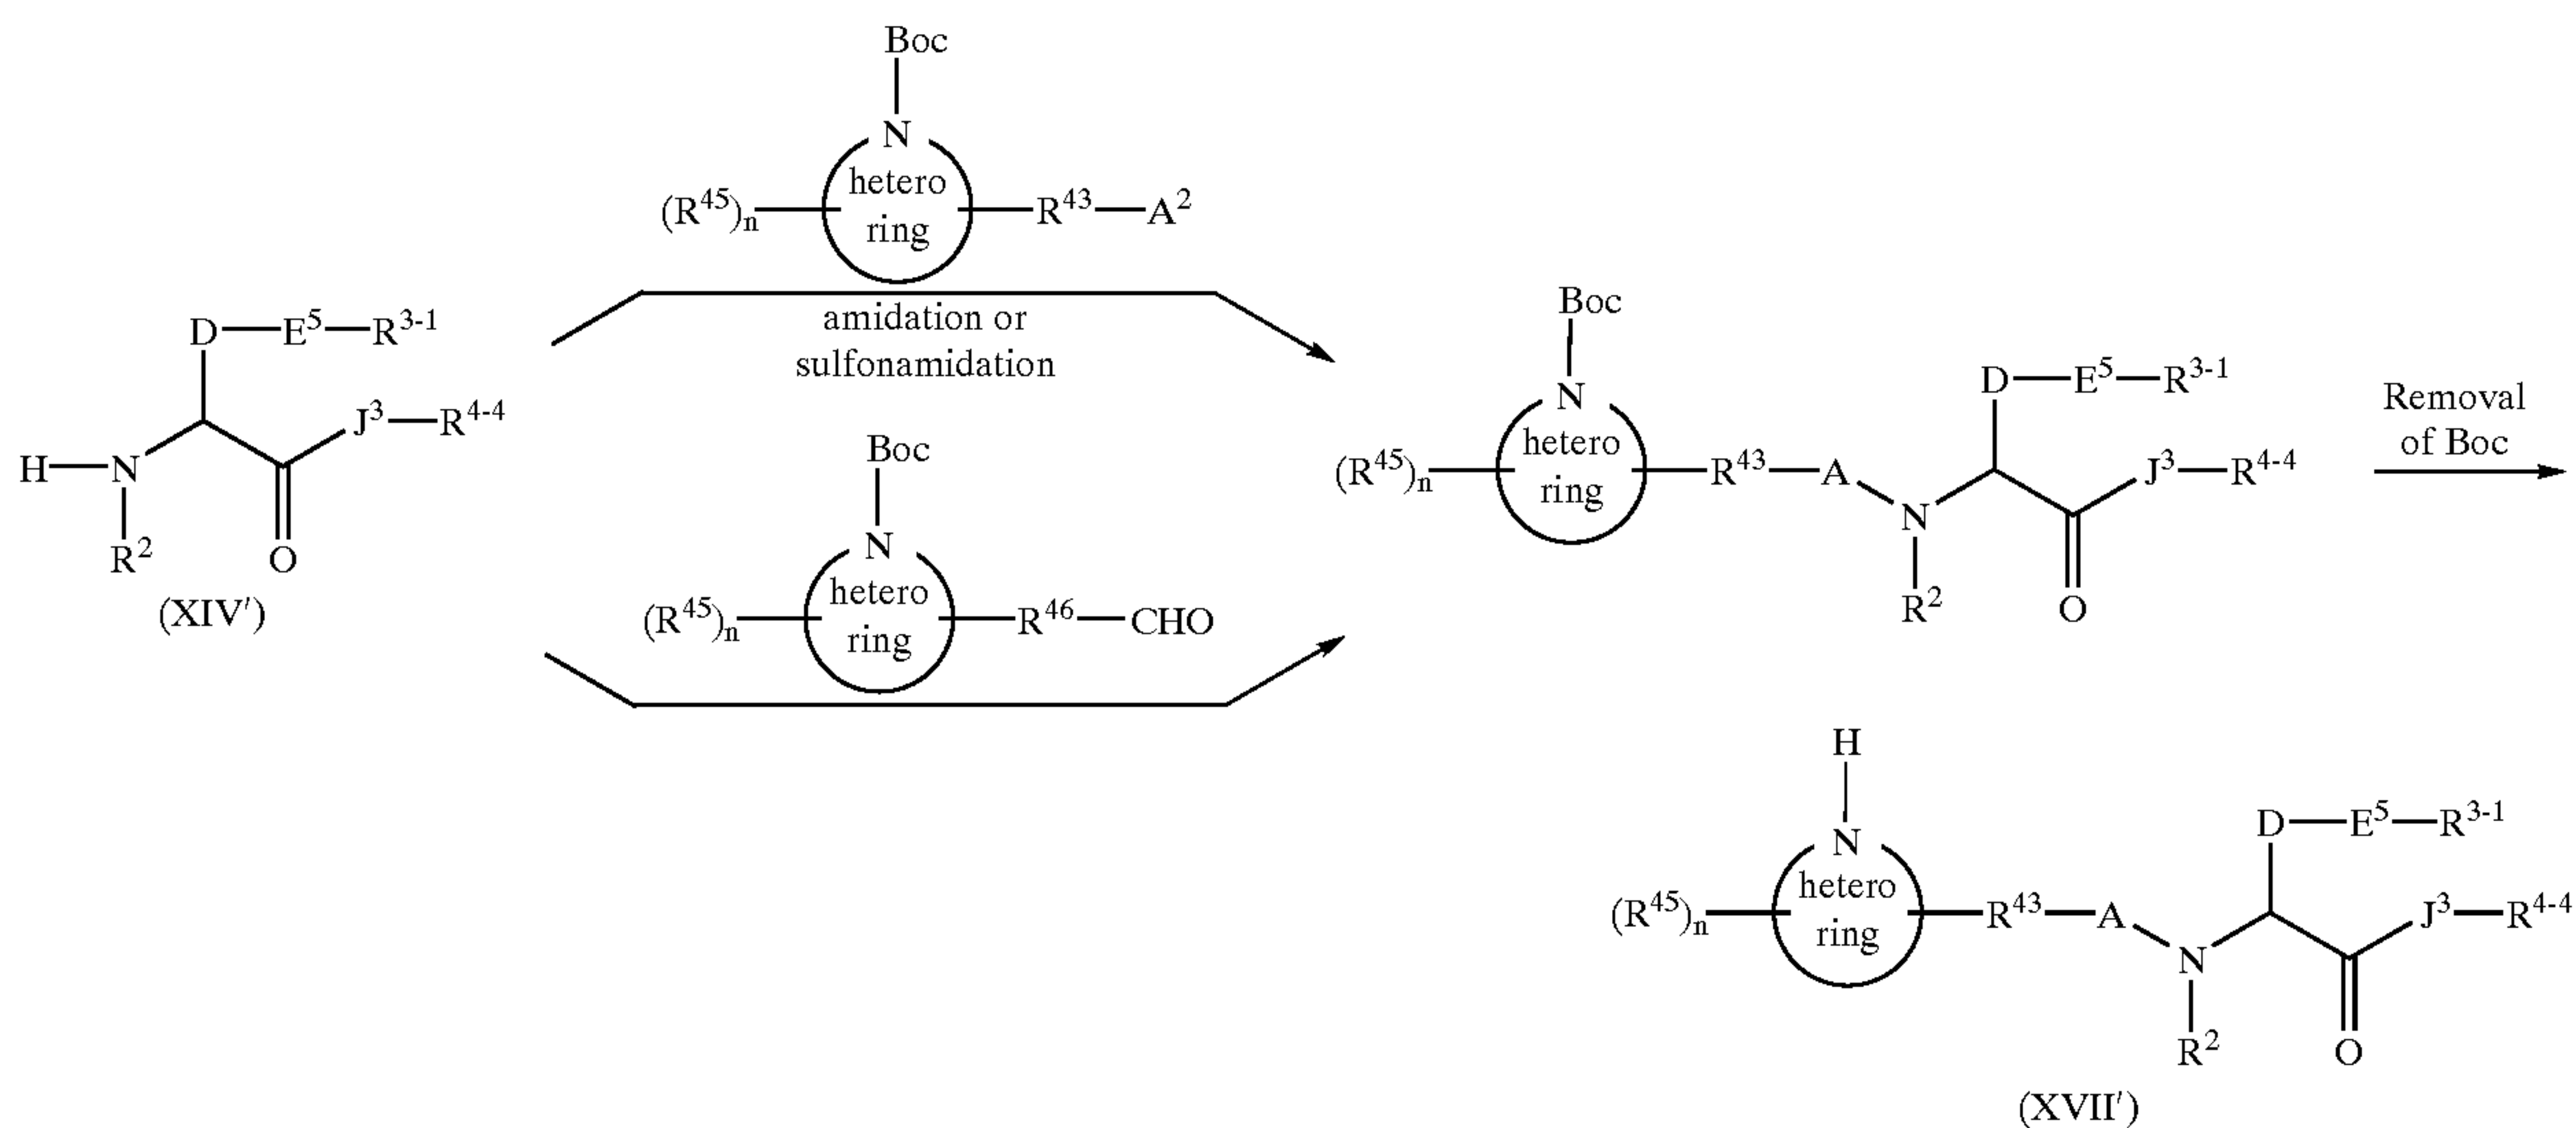 Boc
N
hetero
(R⁴⁵)ₙ R⁴³—A²
ring
amidation or
sulfonamidation
D—E⁵—R³⁻¹
J³—R⁴⁻⁴
H—N
R² O
(XIV′)
Boc
N
hetero
(R⁴⁵)ₙ R⁴⁶—CHO
ring
Boc
N
hetero
(R⁴⁵)ₙ R⁴³—A
ring
D—E⁵—R³⁻¹
J³—R⁴⁻⁴
N
R² O
Removal
of Boc
H
N
hetero
(R⁴⁵)ₙ R⁴³—A
ring
D—E⁵—R³⁻¹
J³—R⁴⁻⁴
N
R² O
(XVII′)